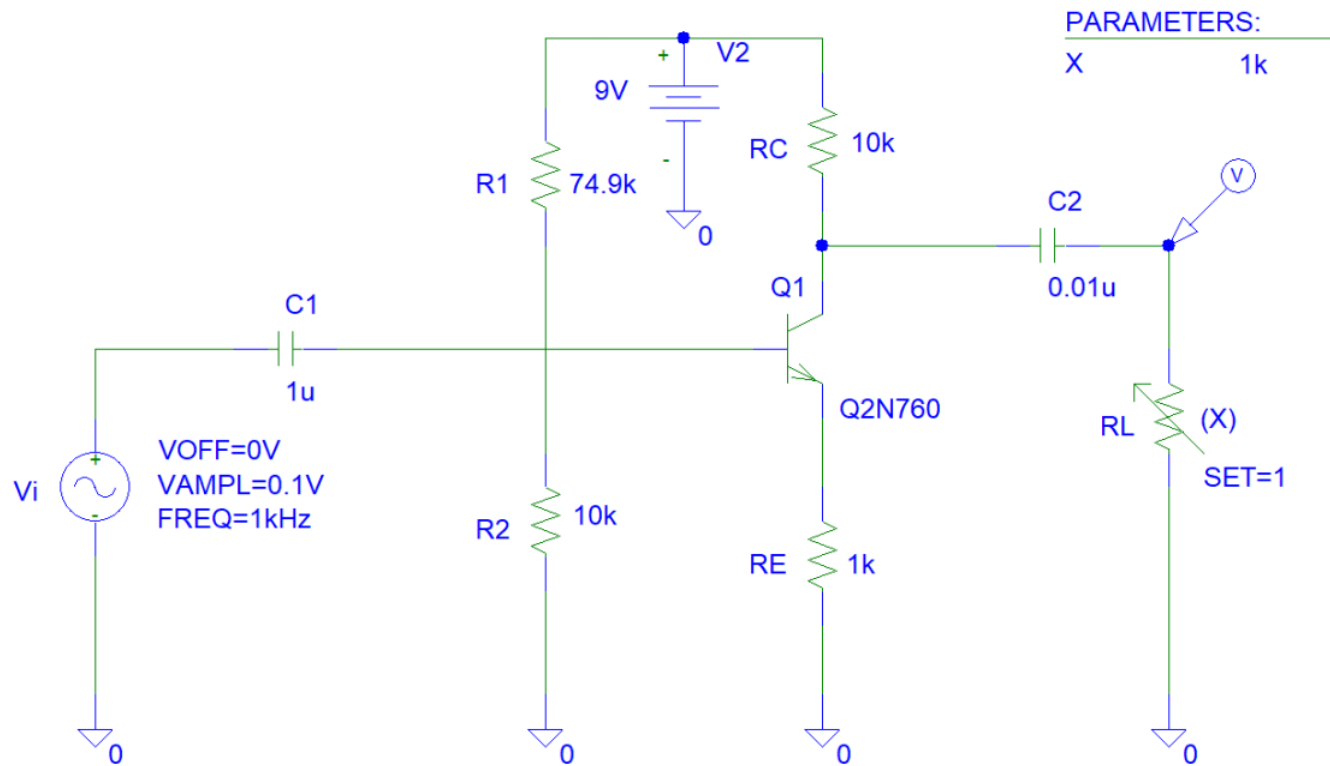 PARAMETERS:
X 1k
V2
9V
RC
10k
R1
74.9k
0
V
C2
0.01u
Q1
Q2N760
C1
1u
RL
(X)
SET=1
Vi
VOFF=0V
VAMPL=0.1V
FREQ=1kHz
+
-
+
-
R2
10k
RE
1k
0
0
0
0